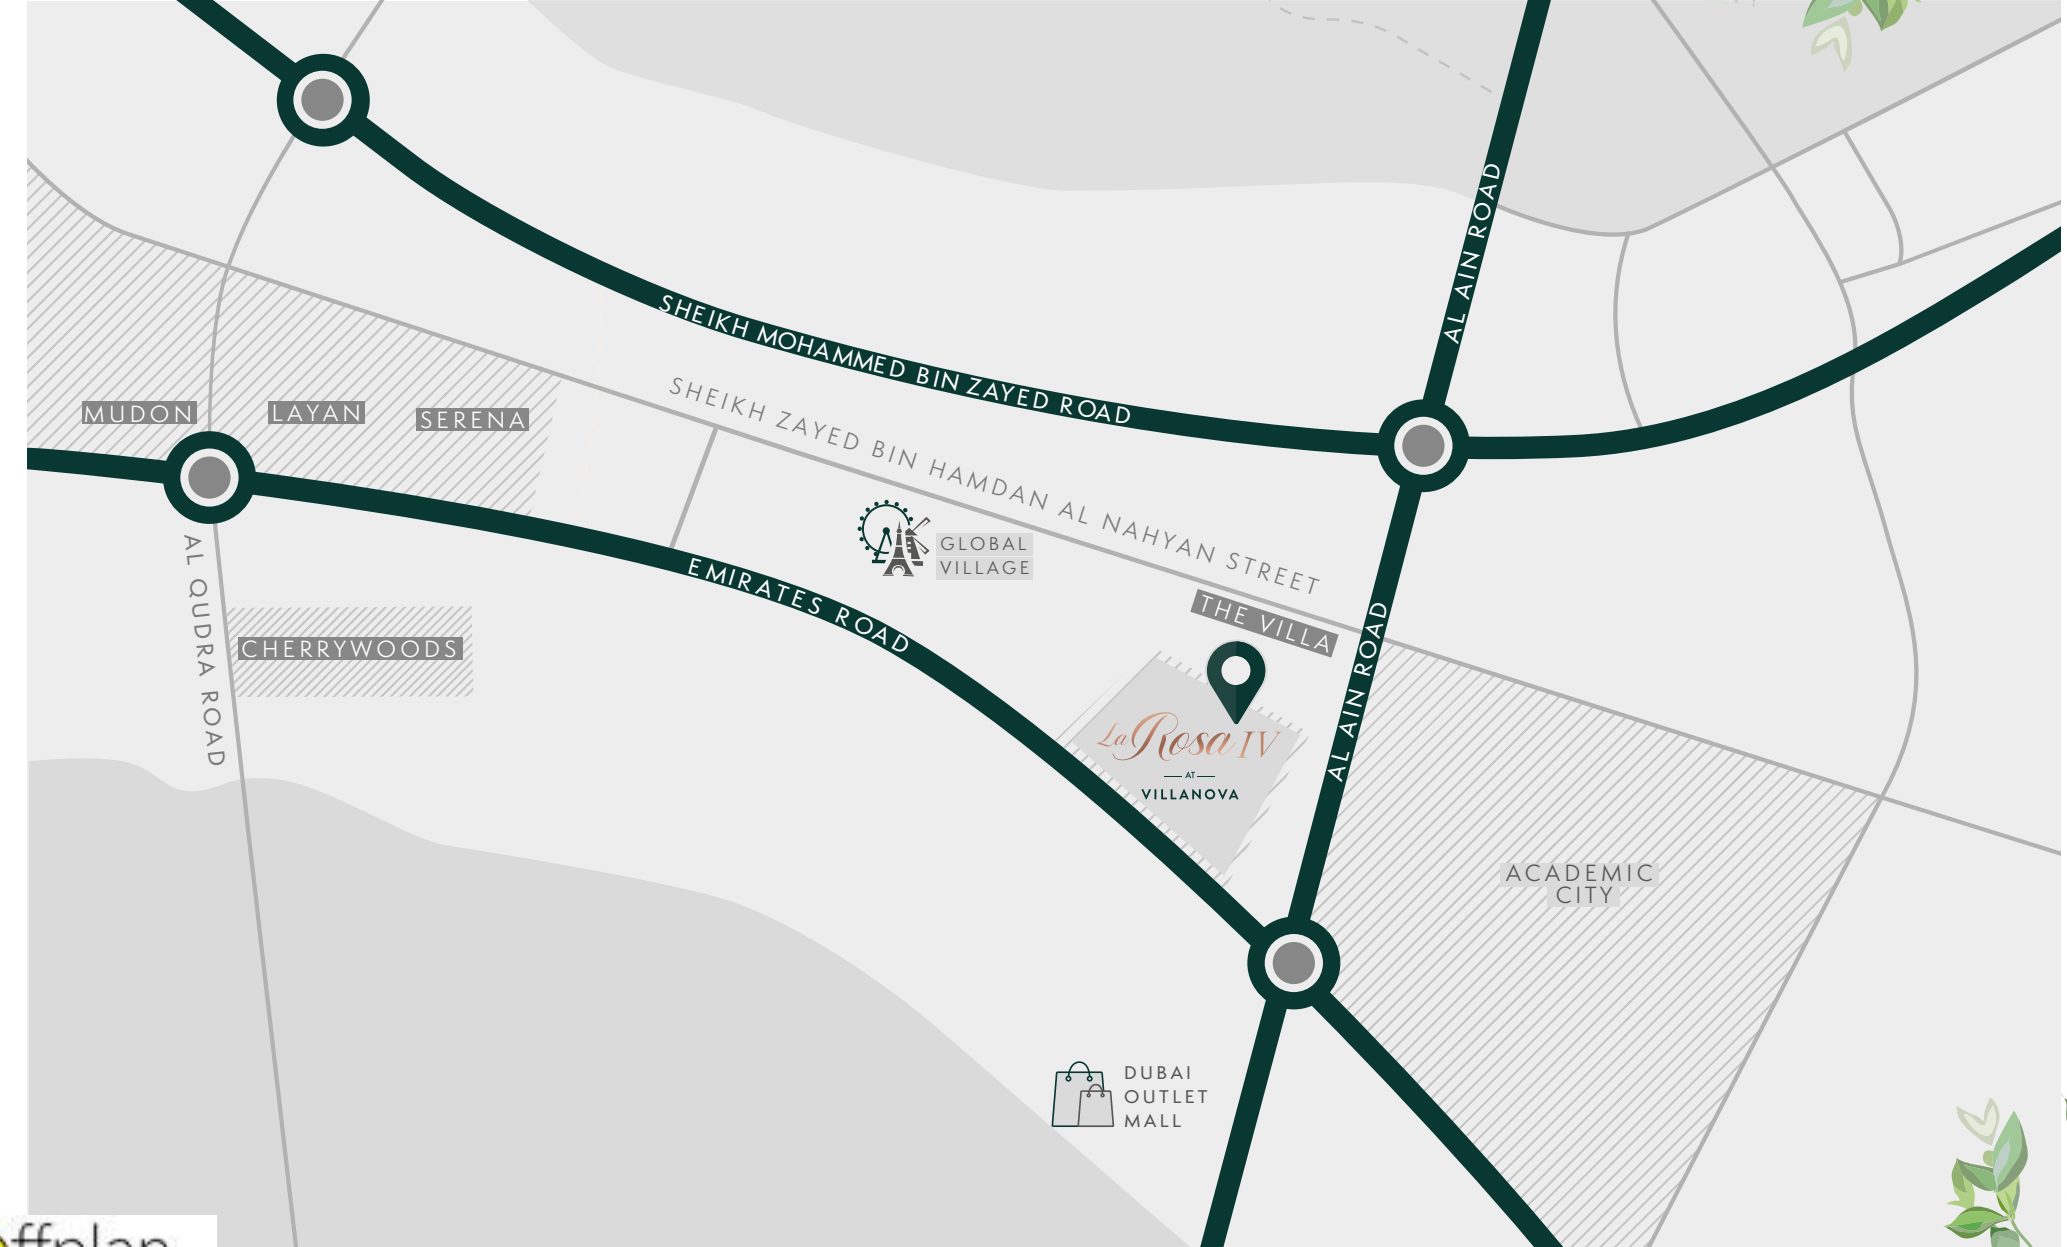 AL AIN ROAD
SHEIKH MOHAMMED BIN ZAYED ROAD
SHEIKH ZAYED BIN HAMDAN AL NAHYAN STREET
MUDON
LAYAN
SERENA
GLOBAL
VILLAGE
EMIRATES ROAD
THE VILLA
AL AIN ROAD
AL QUDRA ROAD
CHERRYWOODS
La Rosa IV
AT
VILLANOVA
ACADEMIC
CITY
DUBAI
OUTLET
MALL